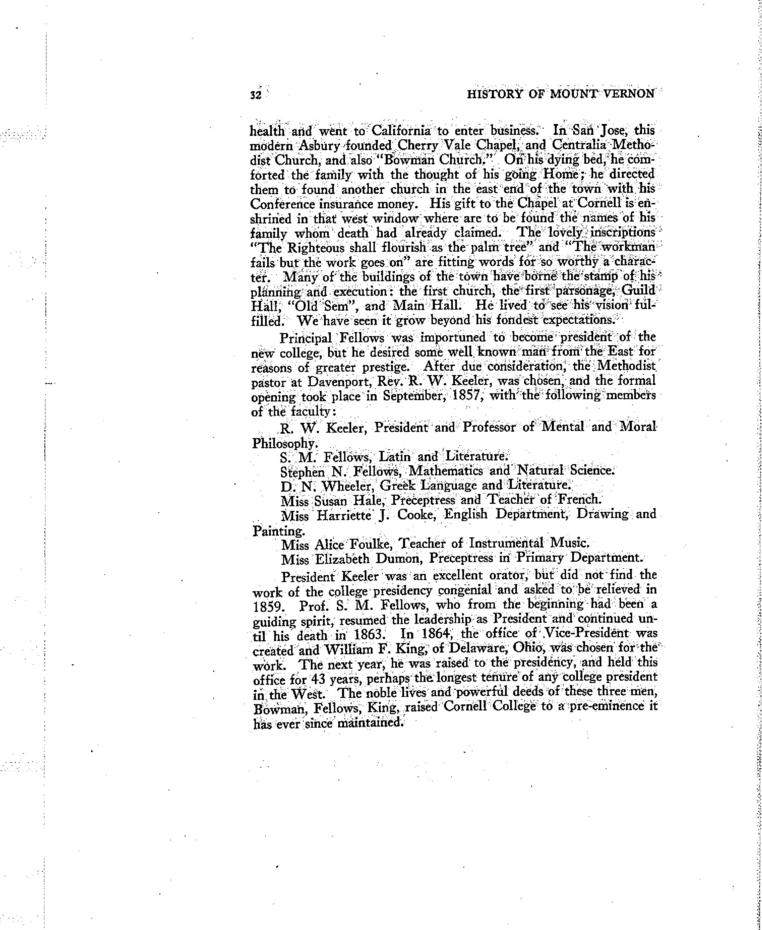 32 HISTORY OF MOUNT VERNON
health and went to California to enter business. In San Jose, this
modern Asbury founded Cherry Vale Chapel, and Centralia Metho-
dist Church, and also "Bowman Church." On his dying bed, he com-
forted the family with the thought of his going Home; he directed
them to found another church in the east end of the town with his
Conference insurance money. His gift to the Chapel at Cornell is en-
shrined in that west window where are to be found the names of his
family whom death had already claimed. The lovely inscriptions
"The Righteous shall flourish as the palm tree" and "The workman
fails but the work goes on" are fitting words for so worthy a charac-
ter. Many of the buildings of the town have borne the stamp of his
planning and execution: the first church, the first parsonage, Guild
Hall, "Old Sem", and Main Hall. He lived to see his vision ful-
filled. We have seen it grow beyond his fondest expectations.
Principal Fellows was importuned to become president of the
new college, but he desired some well known man from the East for
reasons of greater prestige. After due consideration, the Methodist
pastor at Davenport, Rev. R. W. Keeler, was chosen, and the formal
opening took place in September, 1857, with the following members
of the faculty:
R. W. Keeler, President and Professor of Mental and Moral
Philosophy.
S. M. Fellows, Latin and Literature.
Stephen N. Fellows, Mathematics and Natural Science.
D. N. Wheeler, Greek Language and Literature.
Miss Susan Hale, Preceptress and Teacher of French.
Miss Harriette J. Cooke, English Department, Drawing and
Painting.
Miss Alice Foulke, Teacher of Instrumental Music.
Miss Elizabeth Dumon, Preceptress in Primary Department.
President Keeler was an excellent orator, but did not find the
work of the college presidency congenial and asked to be relieved in
1859. Prof. S. M. Fellows, who from the beginning had been a
guiding spirit, resumed the leadership as President and continued un-
til his death in 1863. In 1864, the office of Vice-President was
created and William F. King, of Delaware, Ohio, was chosen for the
work. The next year, he was raised to the presidency, and held this
office for 43 years, perhaps the longest tenure of any college president
in the West. The noble lives and powerful deeds of these three men,
Bowman, Fellows, King, raised Cornell College to a pre-eminence it
has ever since maintained.